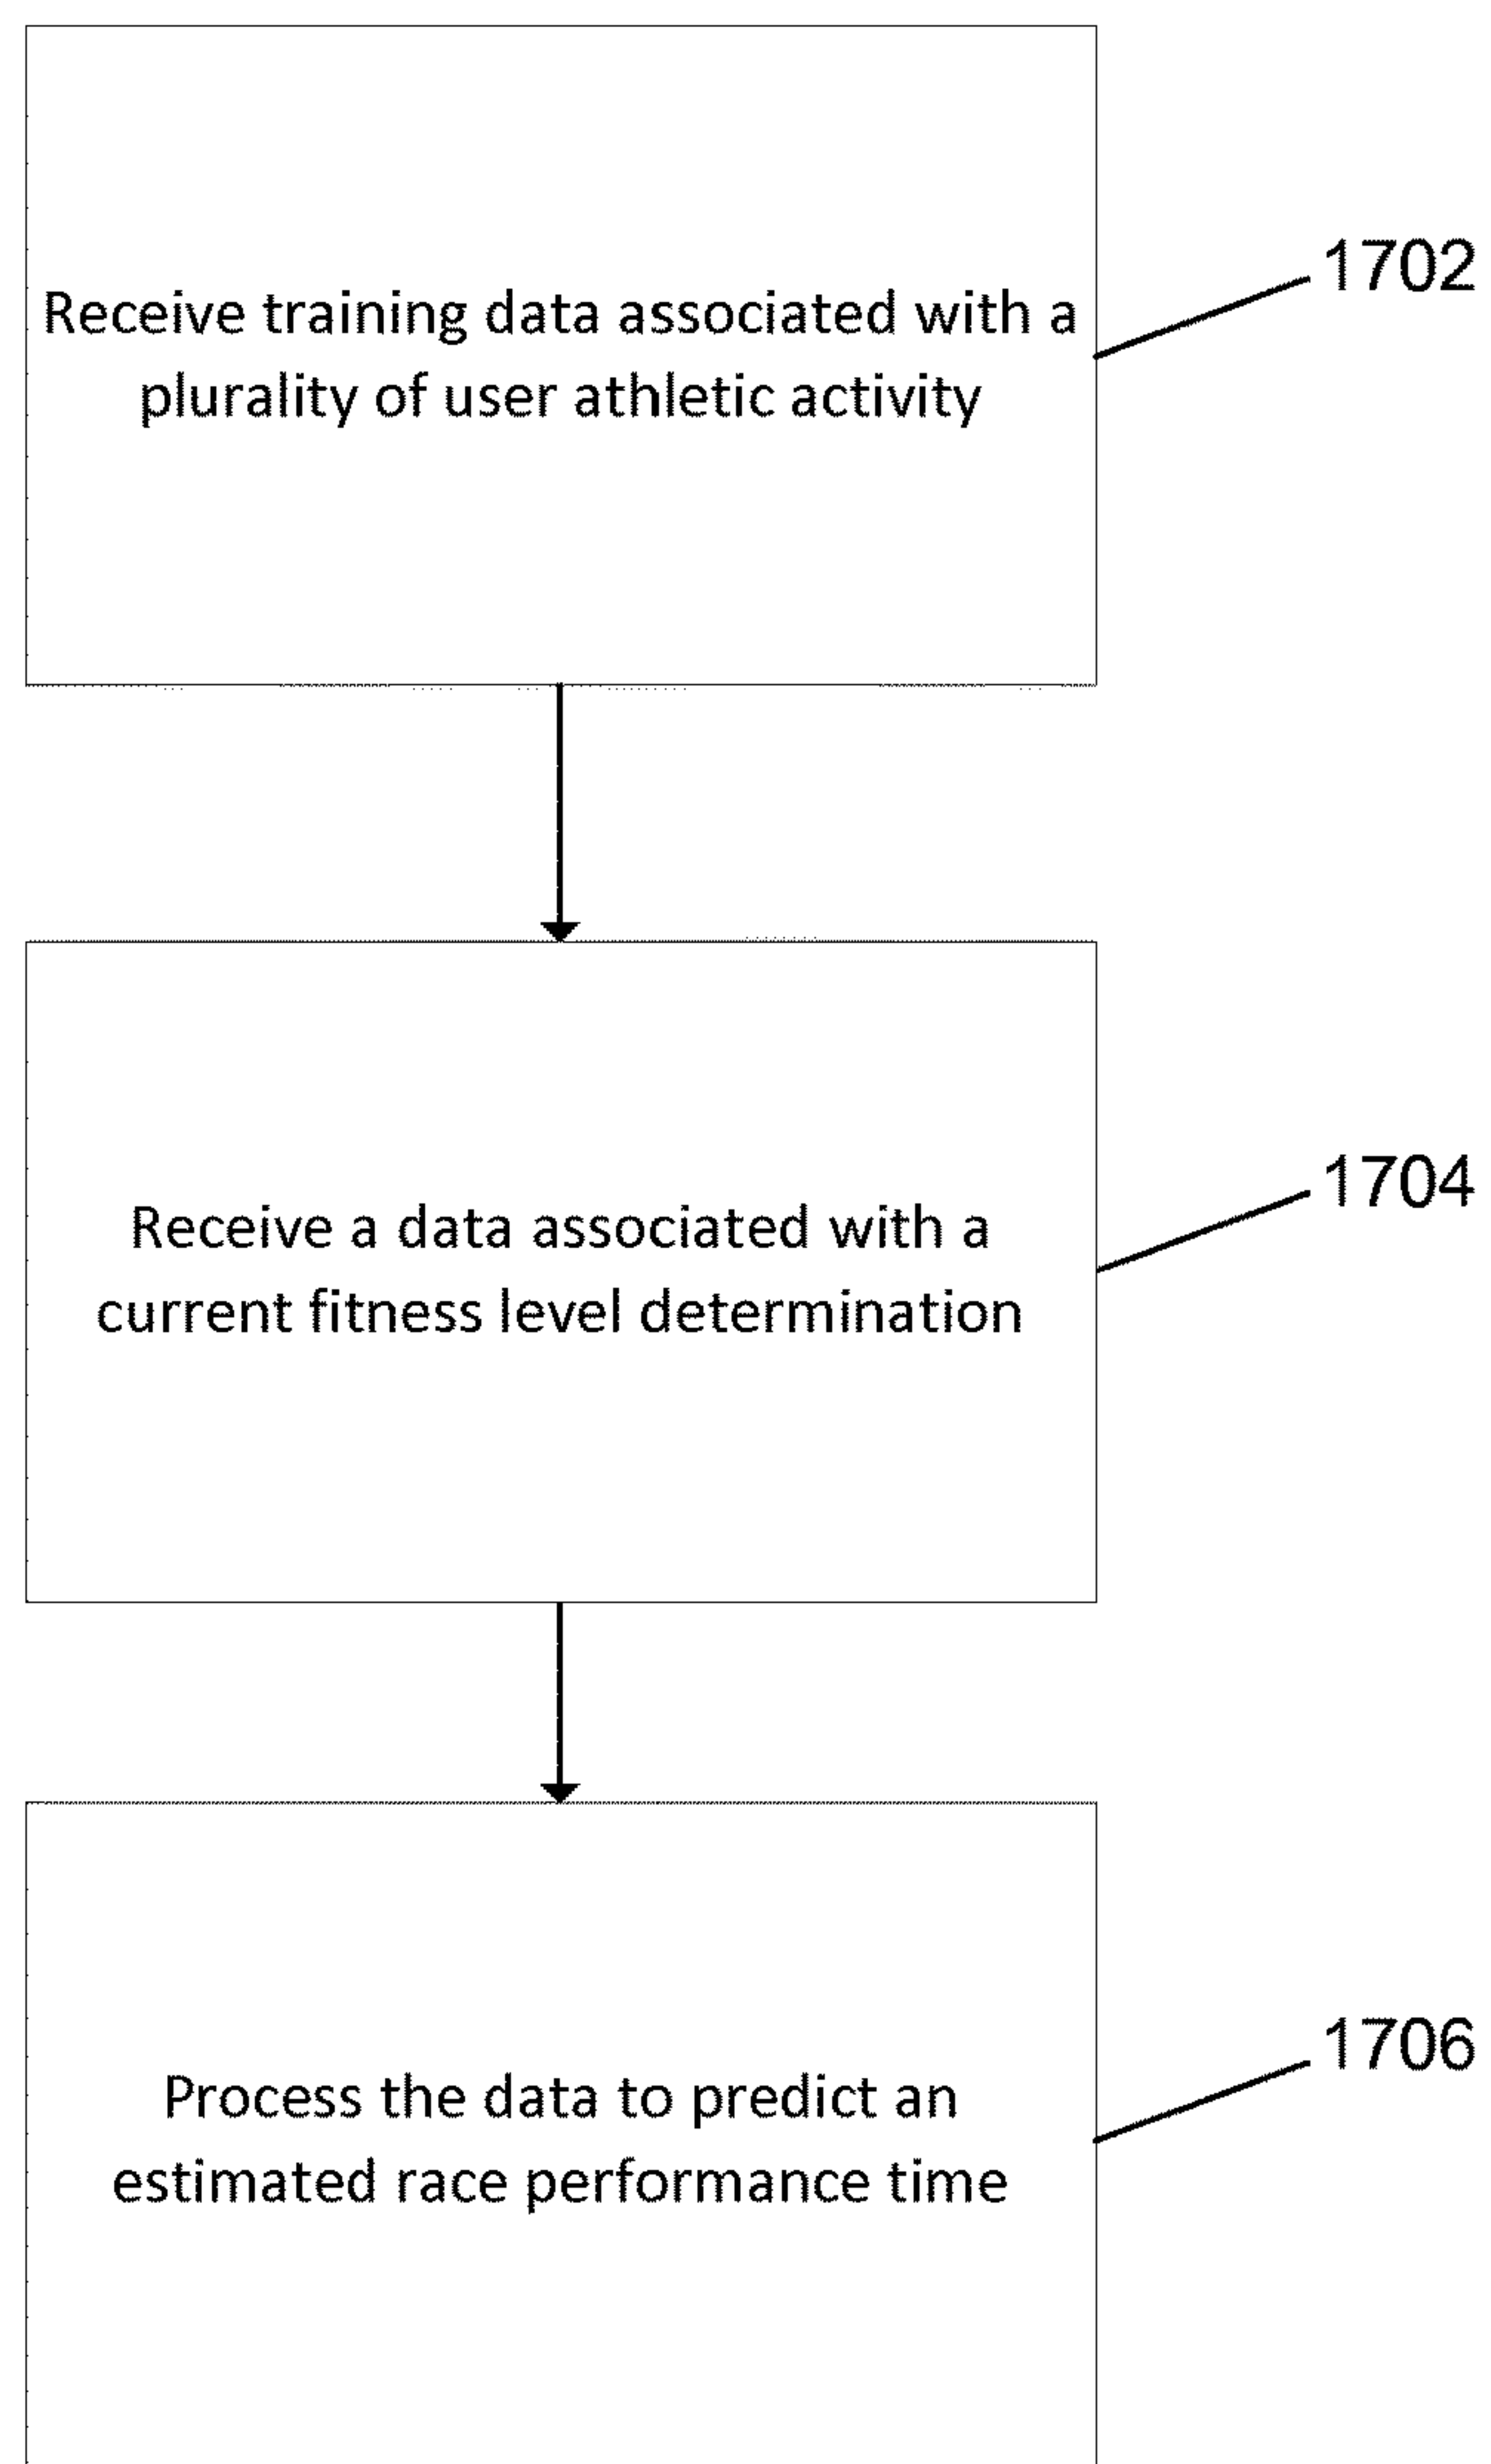 Receive training data associated with a
plurality of user athletic activity
1702
Receive a data associated with a
current fitness level determination
1704
Process the data to predict an
estimated race performance time
1706